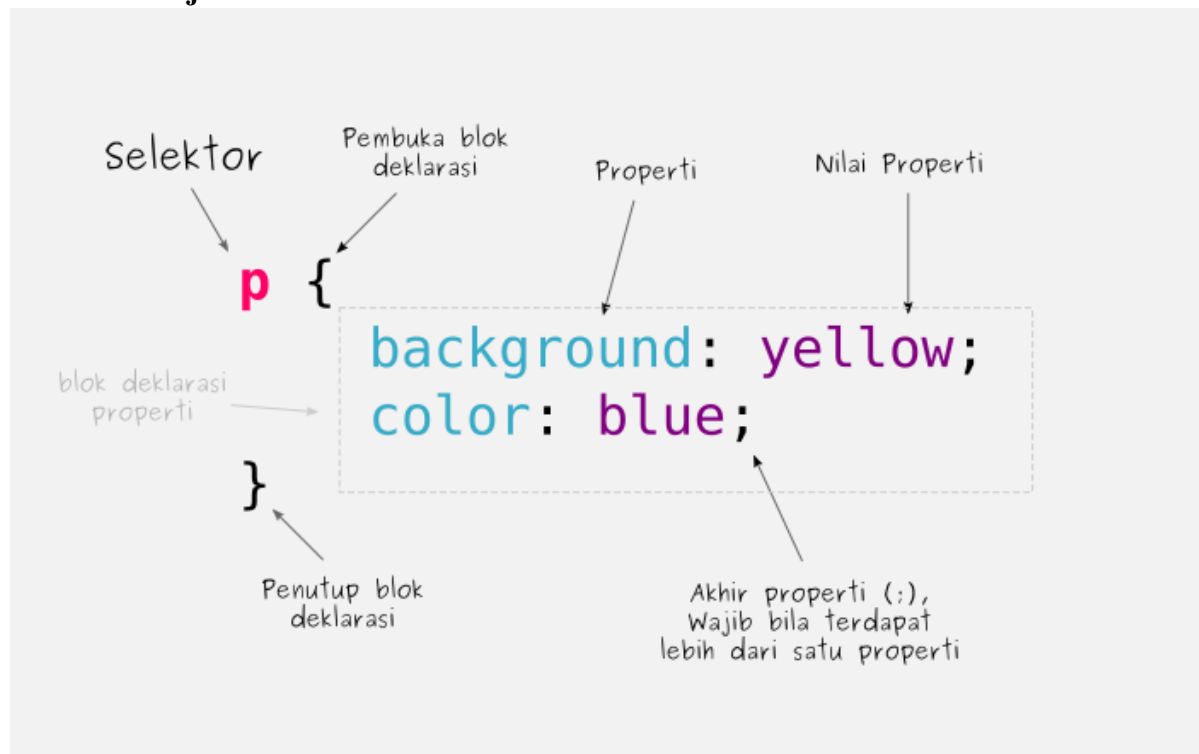 Selektor
Pembuka blok
deklarasi
Properti
Nilai Properti
p {
background: yellow;
blok deklarasi
properti
color: blue;
}
Penutup blok
deklarasi
Akhir properti (;),
Wajib bila terdapat
lebih dari satu properti